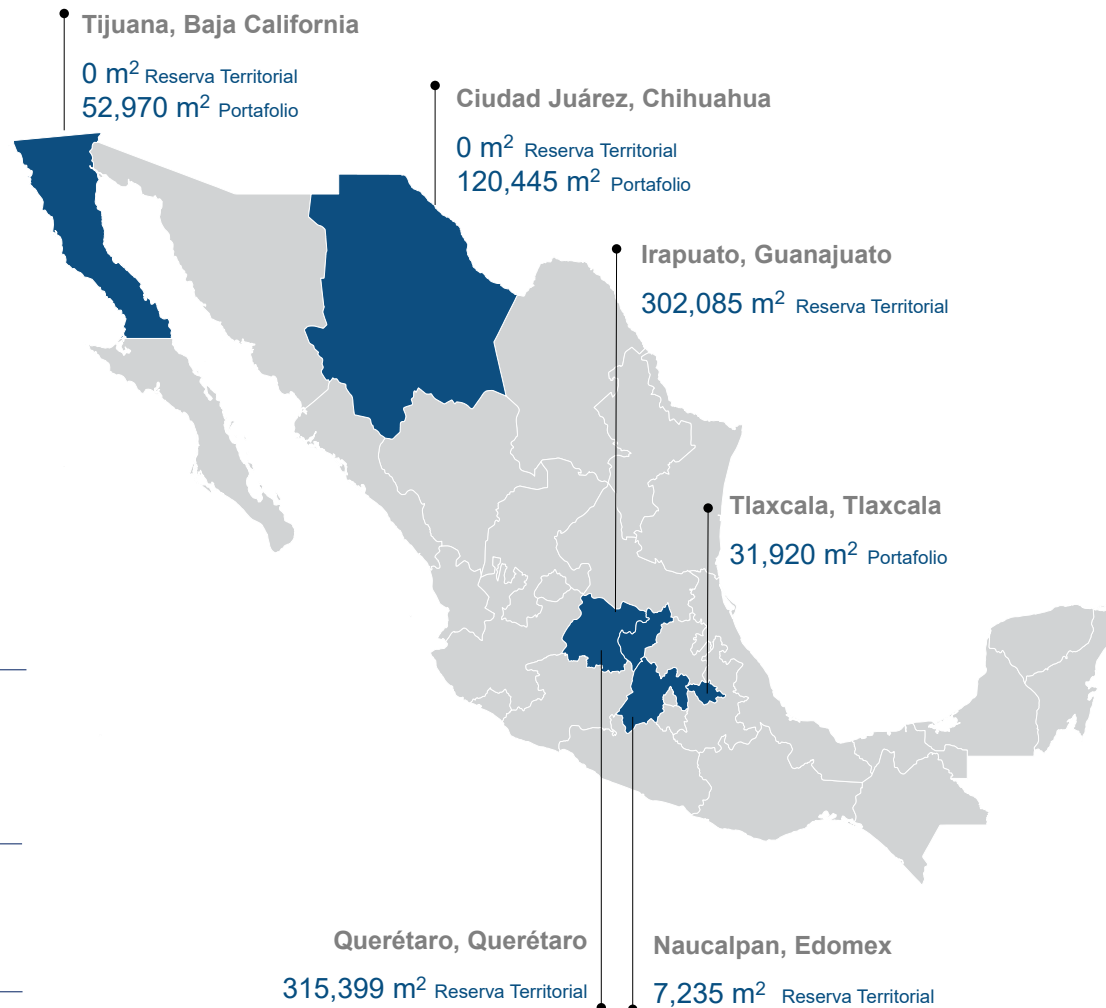 Tijuana, Baja California
0 m² Reserva Territorial
52,970 m² Portafolio
Ciudad Juárez, Chihuahua
0 m² Reserva Territorial
120,445 m² Portafolio
Irapuato, Guanajuato
302,085 m² Reserva Territorial
Tlaxcala, Tlaxcala
31,920 m² Portafolio
Querétaro, Querétaro
315,399 m² Reserva Territorial
Naucalpan, Edomex
7,235 m² Reserva Territorial